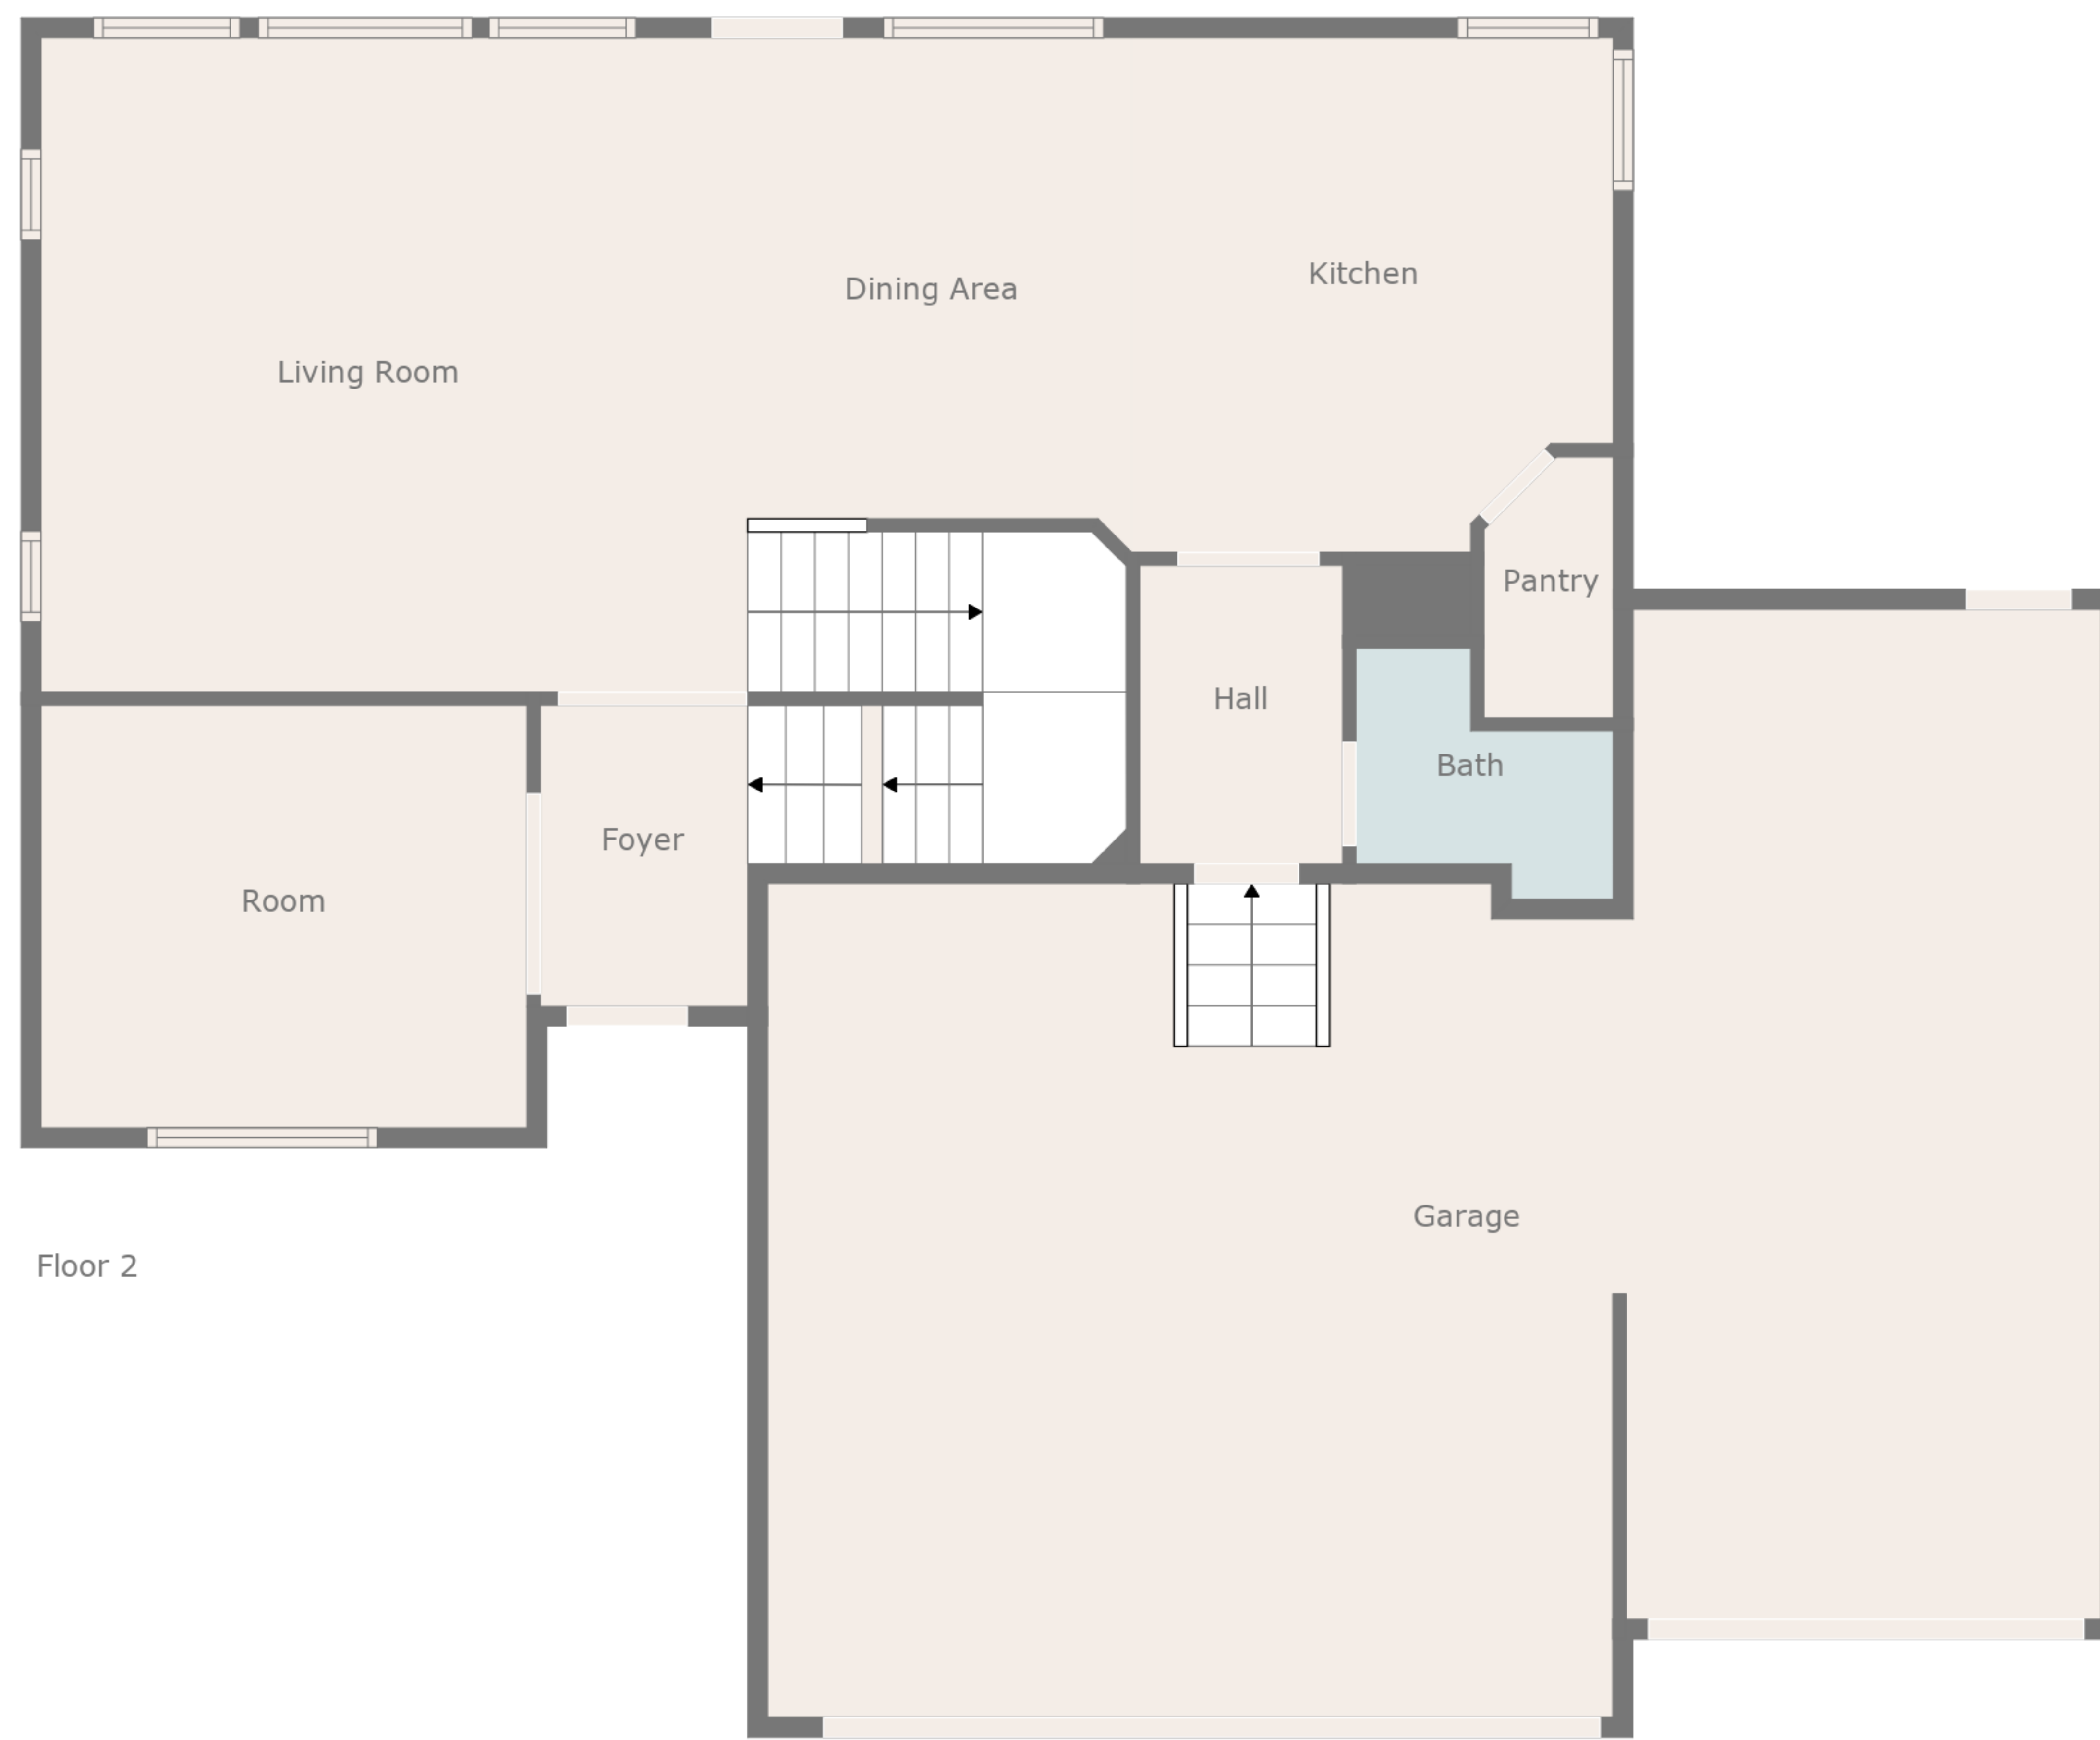 Kitchen
Dining Area
Living Room
Pantry
Hall
Bath
Foyer
Room
Garage
Floor 2